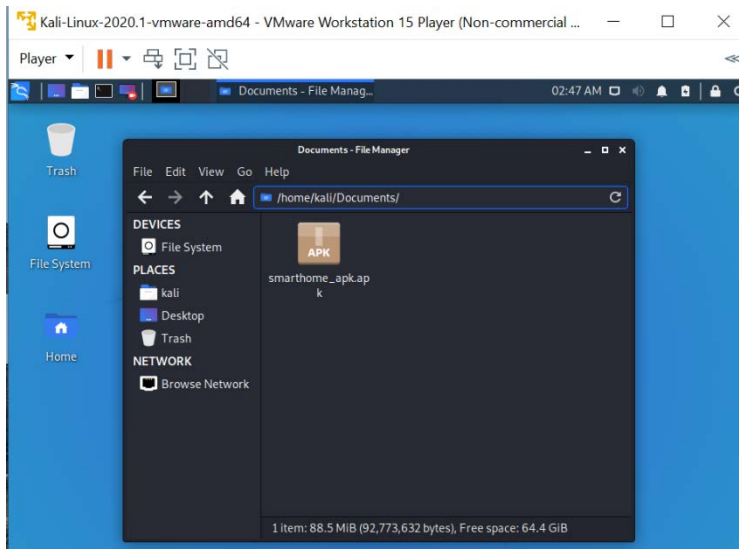 Kali-Linux-2020.1-vmware-amd64 - VMware Workstation 15 Player (Non-commercial ...
Player
Documents - File Manag...
02:47 AM
Trash
File System
Home
Documents - File Manager
File Edit View Go Help
/home/kali/Documents/
DEVICES
File System
PLACES
kali
Desktop
Trash
NETWORK
Browse Network
APK
smarthome_apk.ap
k
1 item: 88.5 MiB (92,773,632 bytes), Free space: 64.4 GiB